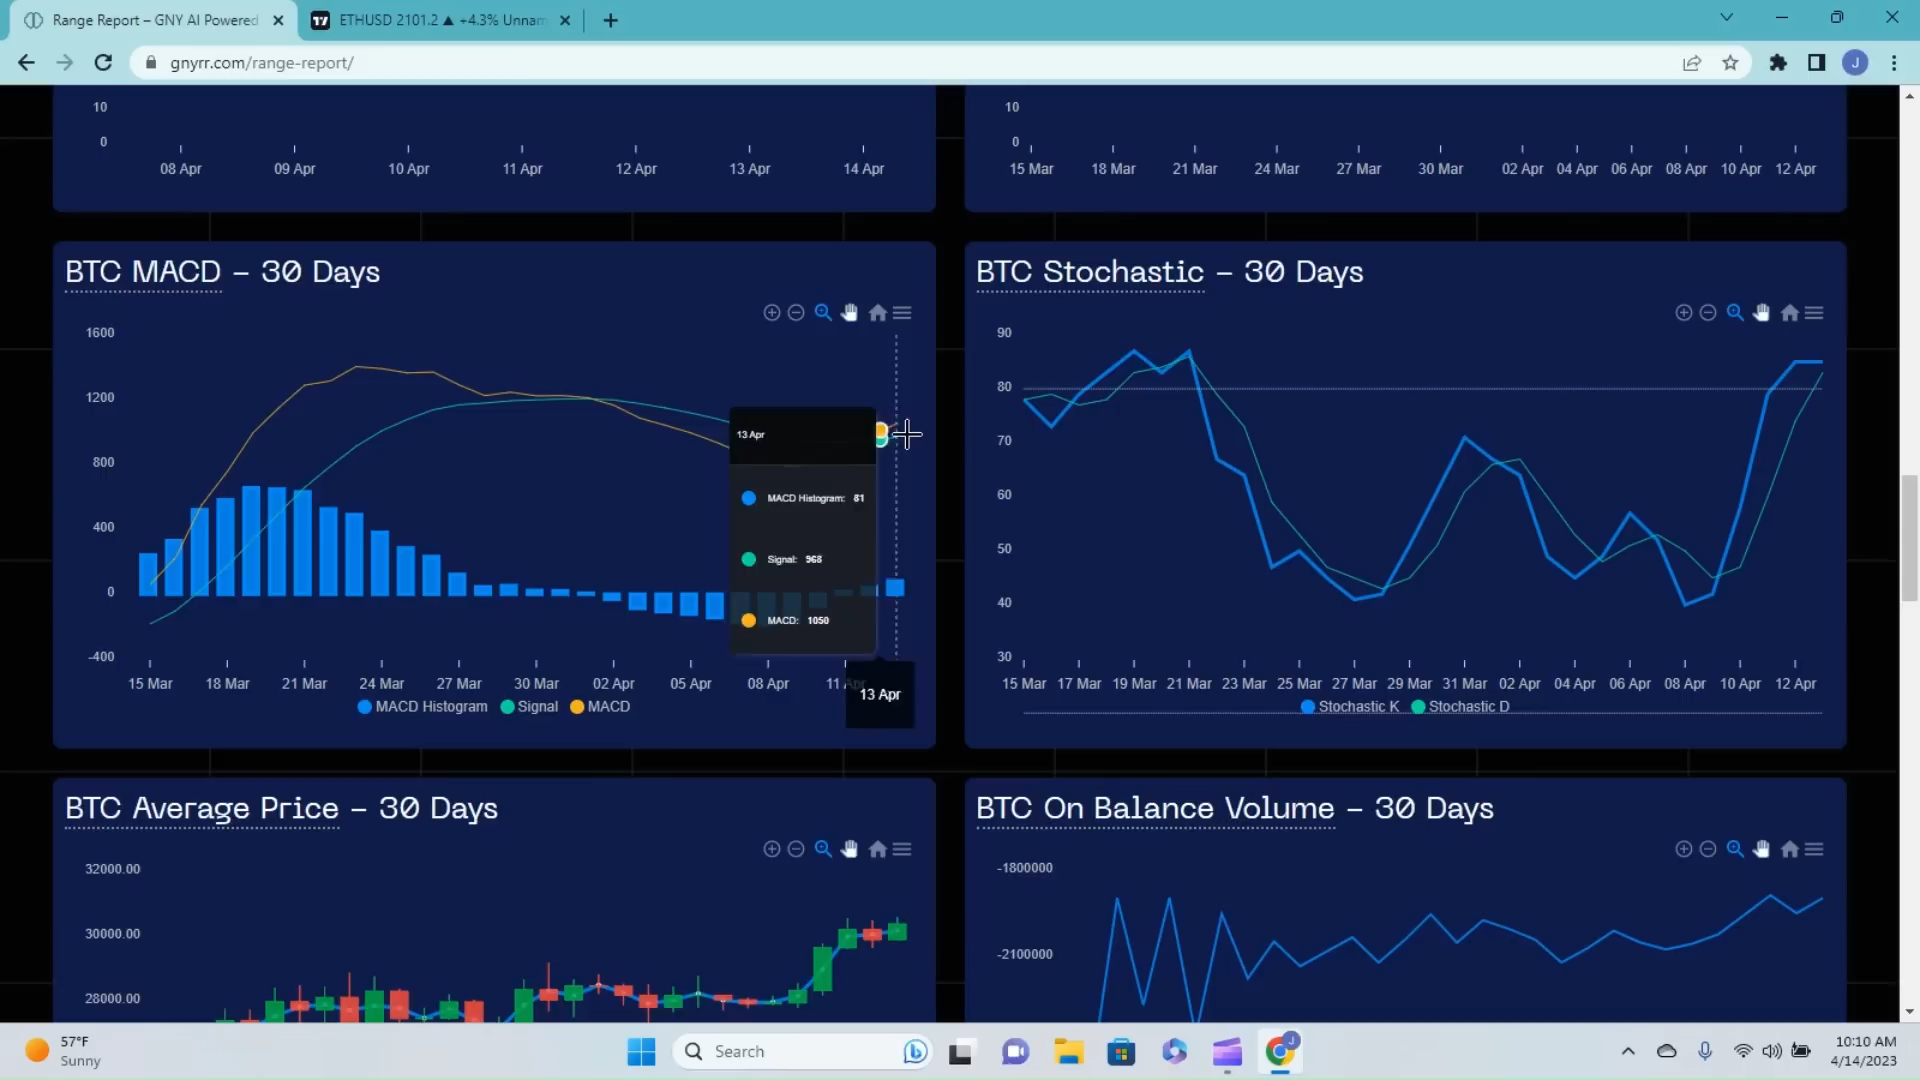 Range Report – GNY AI Powered
ETHUSD 2101.2 ▲ +4.3% Unnam
gnyrr.com/range-report/
J
10
0
08 Apr 09 Apr 10 Apr 11 Apr 12 Apr 13 Apr 14 Apr
10
0
15 Mar 18 Mar 21 Mar 24 Mar 27 Mar 30 Mar 02 Apr 04 Apr 06 Apr 08 Apr 10 Apr 12 Apr
BTC MACD – 30 Days
1600
1200
800
400
0
-400
13 Apr
MACD Histogram: 81
Signal: 968
MACD: 1050
15 Mar 18 Mar 21 Mar 24 Mar 27 Mar 30 Mar 02 Apr 05 Apr 08 Apr 11 Apr
13 Apr
MACD Histogram Signal MACD
BTC Stochastic – 30 Days
90
80
70
60
50
40
30
15 Mar 17 Mar 19 Mar 21 Mar 23 Mar 25 Mar 27 Mar 29 Mar 31 Mar 02 Apr 04 Apr 06 Apr 08 Apr 10 Apr 12 Apr
Stochastic K Stochastic D
BTC Average Price – 30 Days
32000.00
30000.00
28000.00
BTC On Balance Volume – 30 Days
-1800000
-2100000
57°F
Sunny
Search
J
10:10 AM
4/14/2023